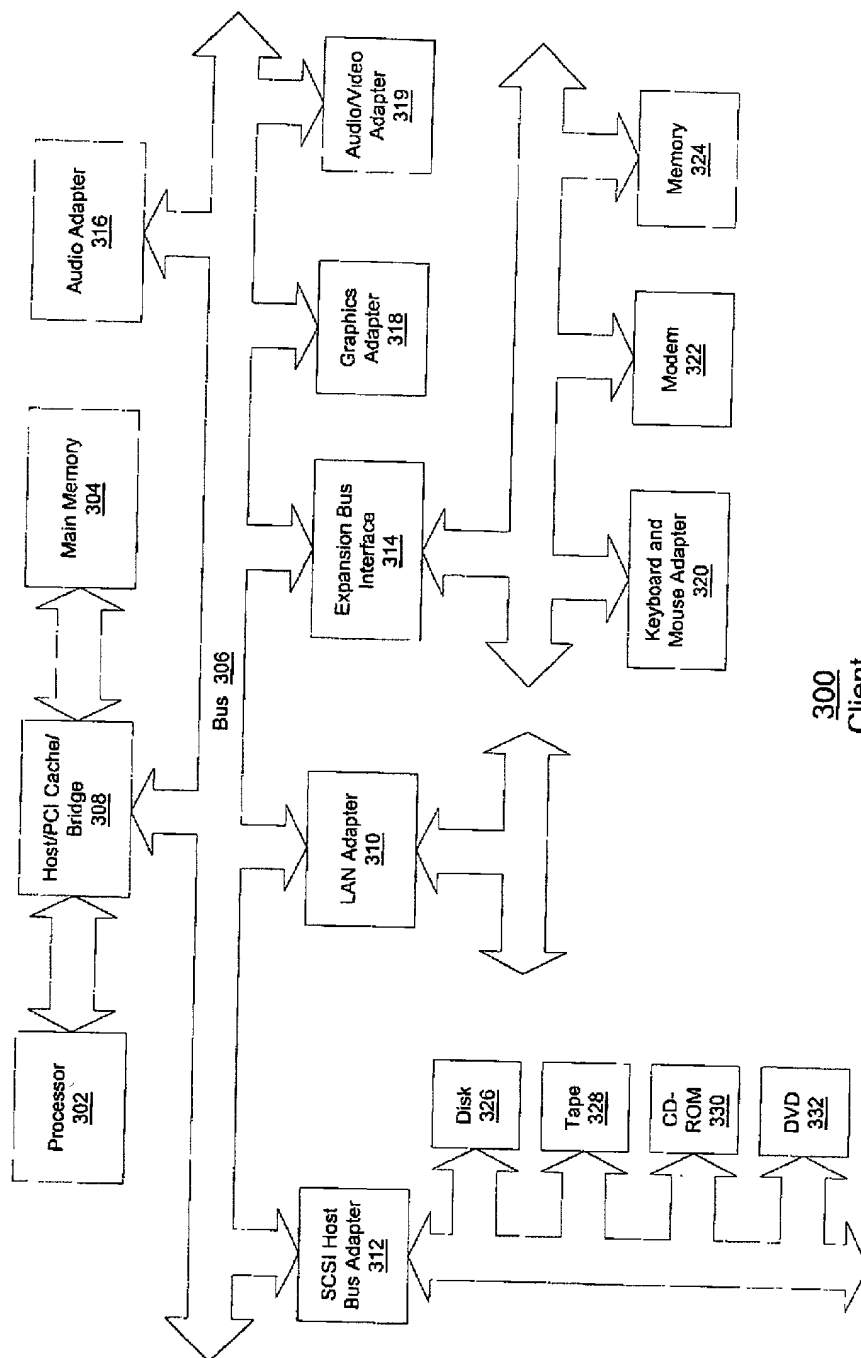 Processor
302
Host/PCI Cache/
Bridge
308
Main Memory
304
Audio Adapter
316
Bus 306
SCSI Host
Bus Adapter
312
LAN Adapter
310
Expansion Bus
Interface
314
Graphics
Adapter
318
Audio/Video
Adapter
319
Disk
326
Tape
328
CD-
ROM
330
DVD
332
Keyboard and
Mouse Adapter
320
Modem
322
Memory
324
300
Client